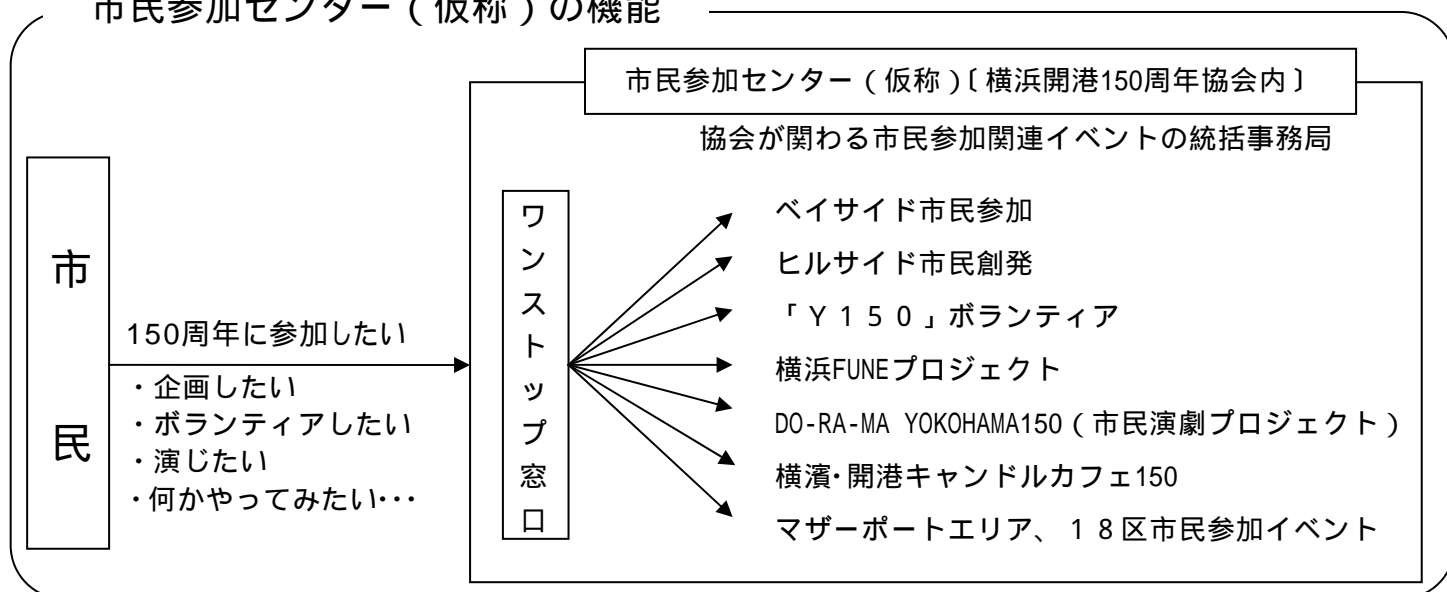 市民参加センター（仮称）の機能
市民参加センター（仮称）〔横浜開港150周年協会内〕
協会が関わる市民参加関連イベントの統括事務局
市民
150周年に参加したい
・企画したい
・ボランティアしたい
・演じたい
・何かやってみたい･･･
ワンストップ窓口
ベイサイド市民参加
ヒルサイド市民創発
「Ｙ１５０」ボランティア
横浜FUNEプロジェクト
DO-RA-MA YOKOHAMA150（市民演劇プロジェクト）
横濱･開港キャンドルカフェ150
マザーポートエリア、１８区市民参加イベント